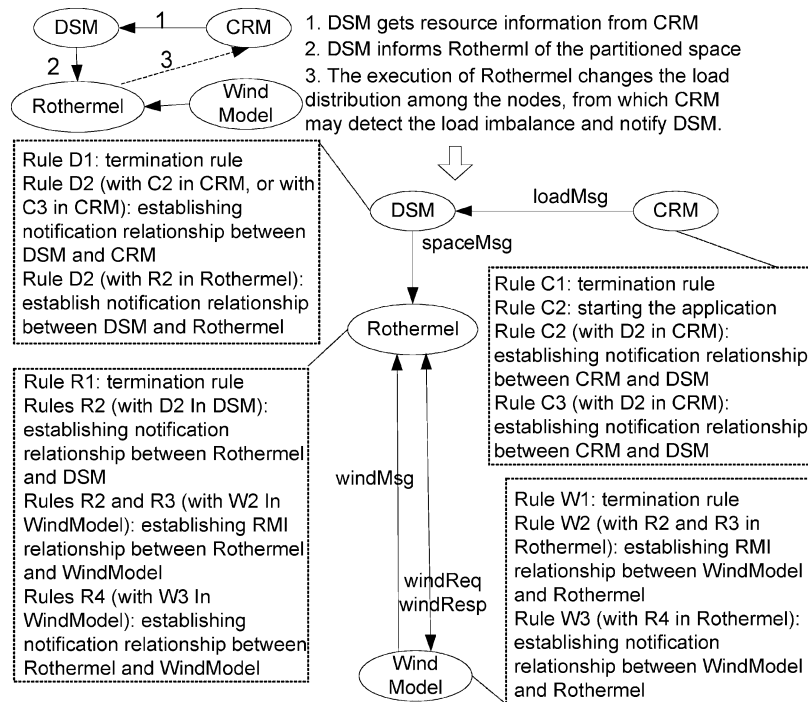 DSM
1
CRM
2
3
Rothermel
Wind
Model
1. DSM gets resource information from CRM
2. DSM informs Rotherml of the partitioned space
3. The execution of Rothermel changes the load
distribution among the nodes, from which CRM
may detect the load imbalance and notify DSM.
Rule D1: termination rule
Rule D2 (with C2 in CRM, or with
C3 in CRM): establishing
notification relationship between
DSM and CRM
Rule D2 (with R2 in Rothermel):
establish notification relationship
between DSM and Rothermel
DSM
loadMsg
CRM
spaceMsg
Rothermel
Rule C1: termination rule
Rule C2: starting the application
Rule C2 (with D2 in CRM):
establishing notification relationship
between CRM and DSM
Rule C3 (with D2 in CRM):
establishing notification relationship
between CRM and DSM
Rule R1: termination rule
Rules R2 (with D2 In DSM):
establishing notification
relationship between Rothermel
and DSM
Rules R2 and R3 (with W2 In
WindModel): establishing RMI
relationship between Rothermel
and WindModel
Rules R4 (with W3 In
WindModel): establishing
notification relationship between
Rothermel and WindModel
windMsg
windReq
windResp
Wind
Model
Rule W1: termination rule
Rule W2 (with R2 and R3 in
Rothermel): establishing RMI
relationship between WindModel
and Rothermel
Rule W3 (with R4 in Rothermel):
establishing notification
relationship between WindModel
and Rothermel